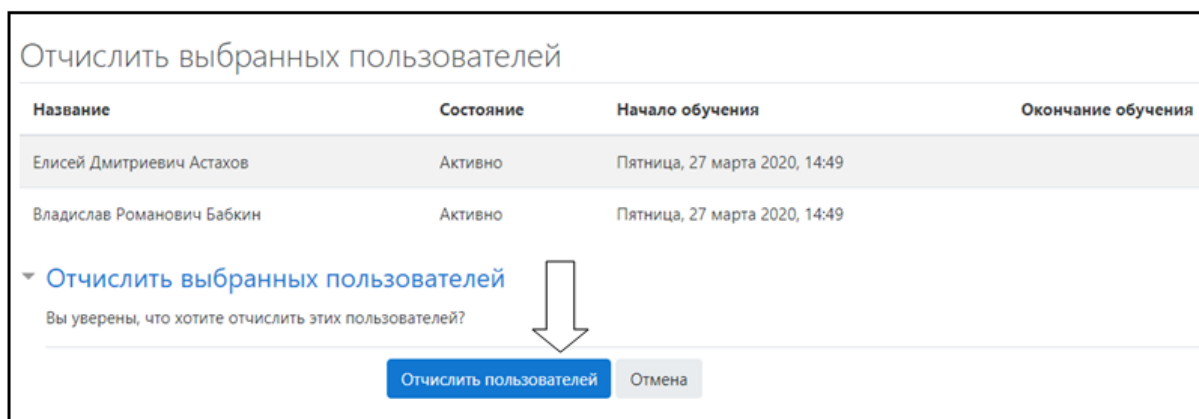 Отчислить выбранных пользователей
Название Состояние Начало обучения Окончание обучения
Елисей Дмитриевич Астахов Активно Пятница, 27 марта 2020, 14:49
Владислав Романович Бабкин Активно Пятница, 27 марта 2020, 14:49
Отчислить выбранных пользователей
Вы уверены, что хотите отчислить этих пользователей?
Отчислить пользователей Отмена